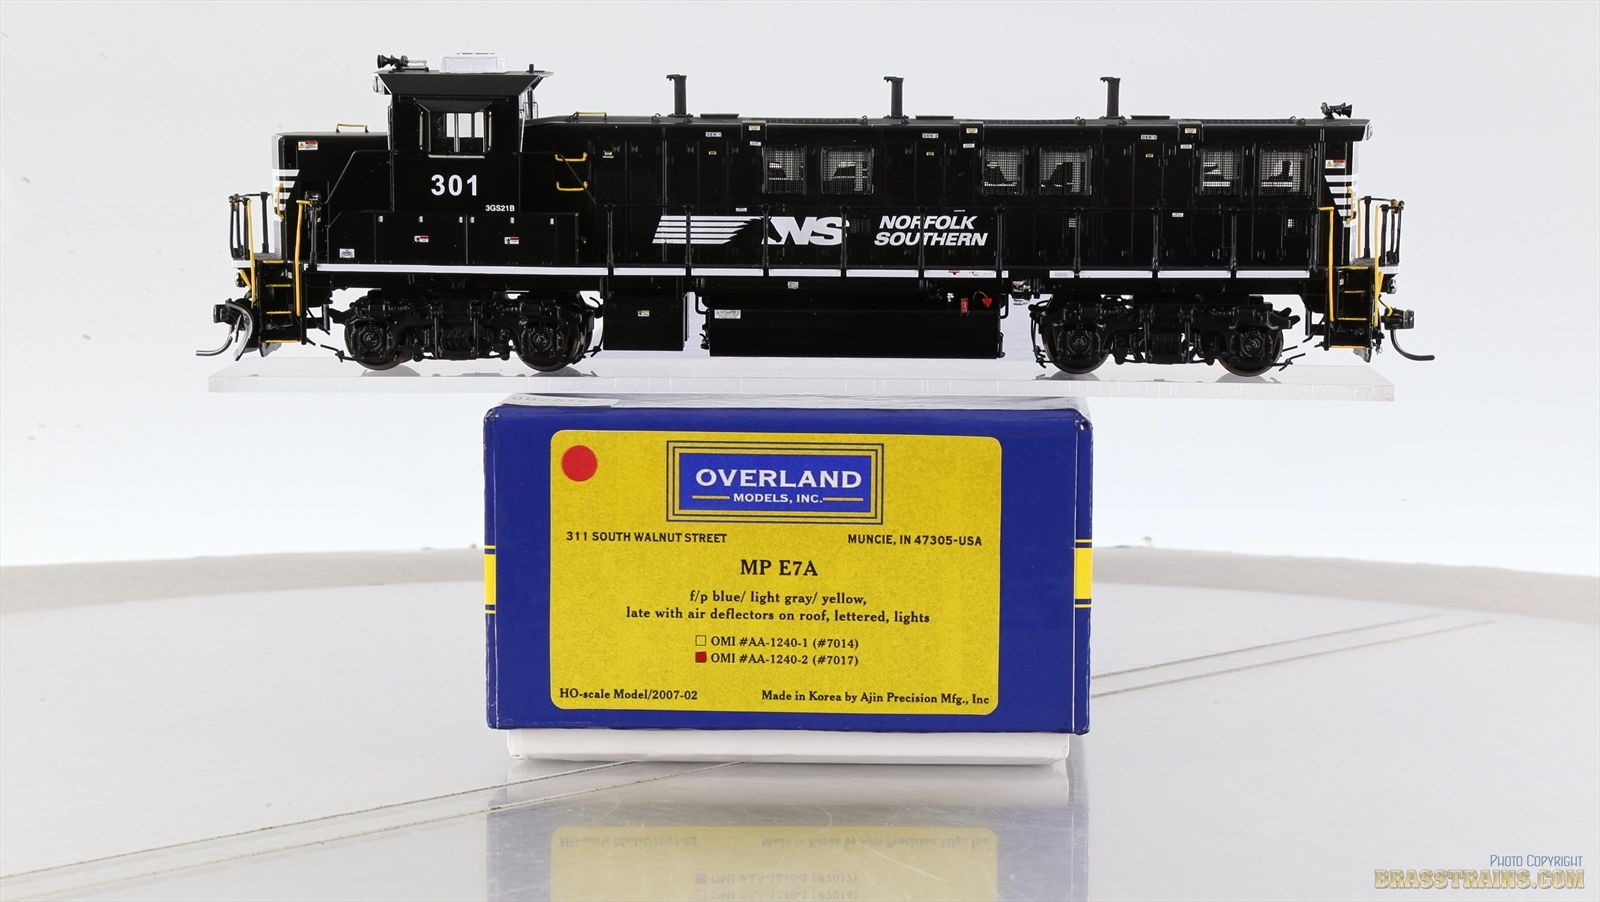 301
3GS21B
NS
NORFOLK
SOUTHERN
OVERLAND
MODELS, INC.
311 SOUTH WALNUT STREET MUNCIE, IN 47305-USA
MP E7A
f/p blue/ light gray/ yellow,
late with air deflectors on roof, lettered, lights
OMI #AA-1240-1 (#7014)
OMI #AA-1240-2 (#7017)
HO-scale Model/2007-02 Made in Korea by Ajin Precision Mfg., Inc
PHOTO COPYRIGHT
BRASSTRAINS.COM